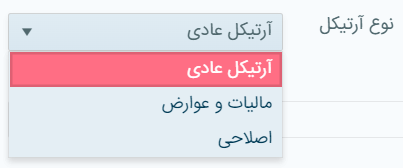 نوع آرتیکل
آرتیکل عادی
آرتیکل عادی
مالیات و عوارض
اصلاحی